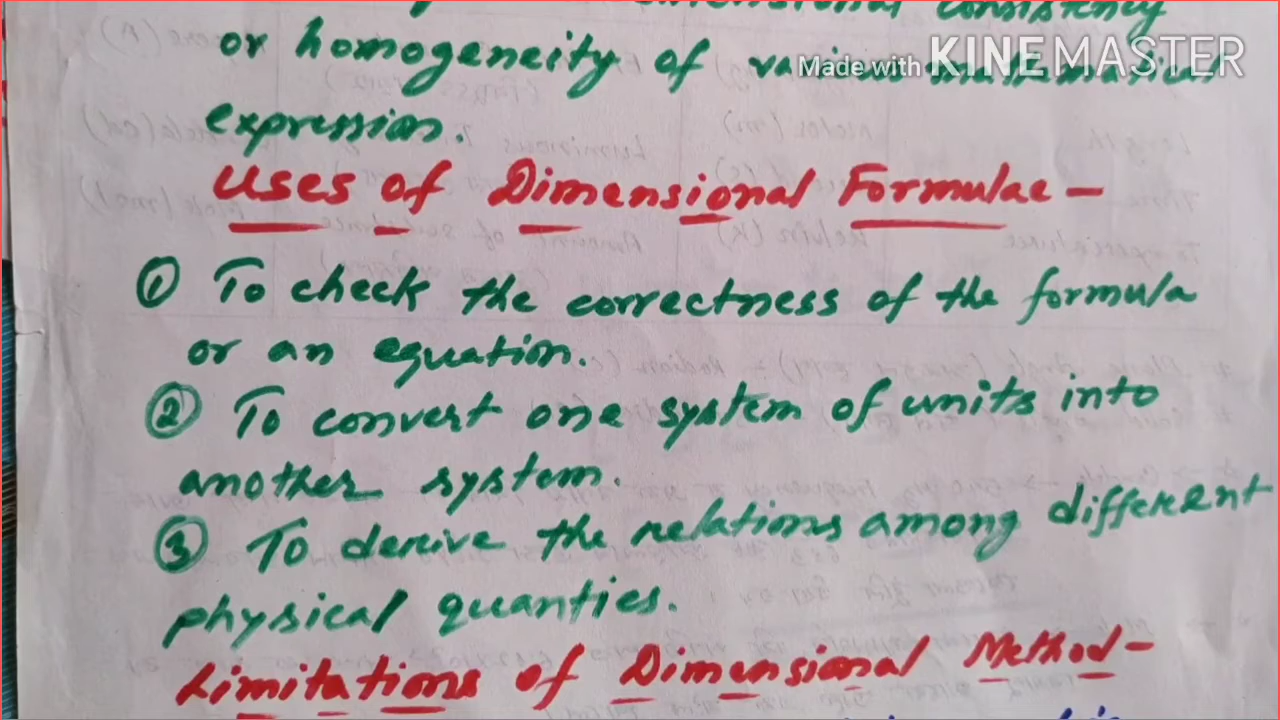 consistency
or homogeneity of
Made with KINEMASTER
expression.
Uses of Dimensional Formulae -
① To check the correctness of the formula
or an equation.
② To convert one system of units into
another system.
③ To derive the relations among different
physical quanties.
Limitations of Dimensional Method -